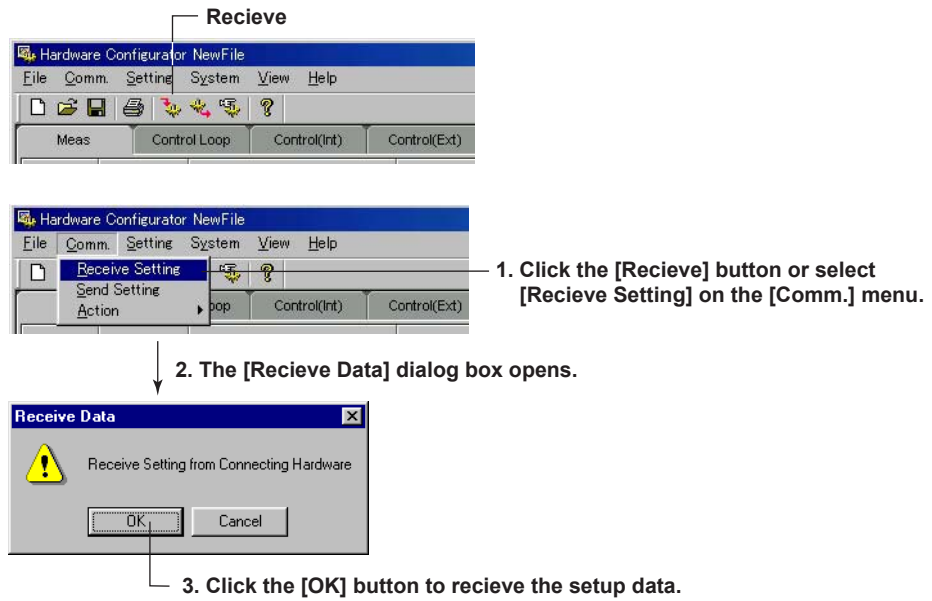 Recieve
Hardware Configurator NewFile
File Comm. Setting System View Help
Meas Control Loop Control(Int) Control(Ext)
Hardware Configurator NewFile
File Comm. Setting System View Help
Receive Setting
Send Setting
Action
oop Control(Int) Control(Ext)
1. Click the [Recieve] button or select
[Recieve Setting] on the [Comm.] menu.
2. The [Recieve Data] dialog box opens.
Receive Data
Receive Setting from Connecting Hardware
OK Cancel
3. Click the [OK] button to recieve the setup data.